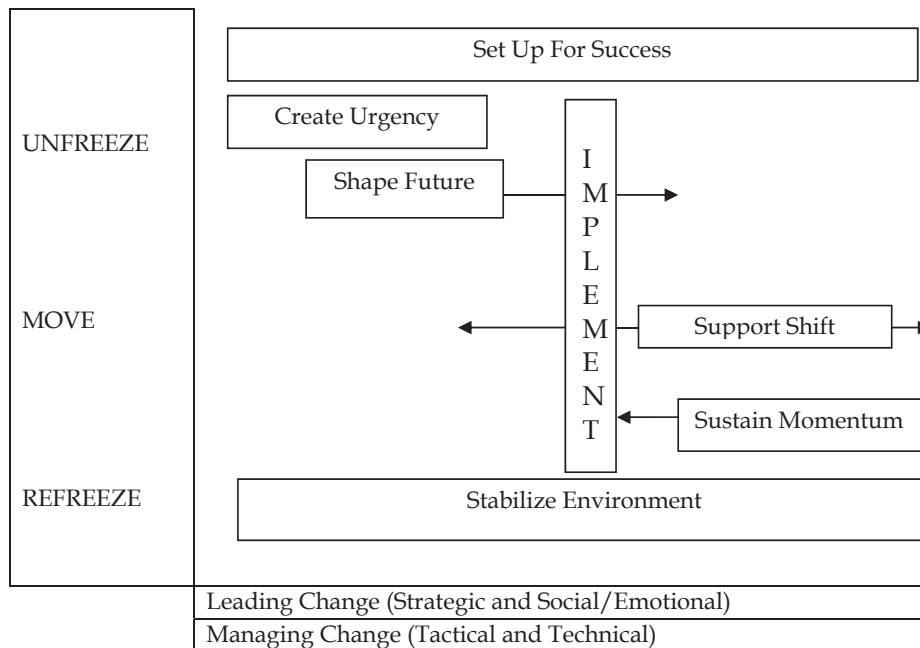 Set Up For Success
Create Urgency
UNFREEZE
Shape Future
IMPLEMENT
MOVE
Support Shift
Sustain Momentum
REFREEZE
Stabilize Environment
Leading Change (Strategic and Social/Emotional)
Managing Change (Tactical and Technical)